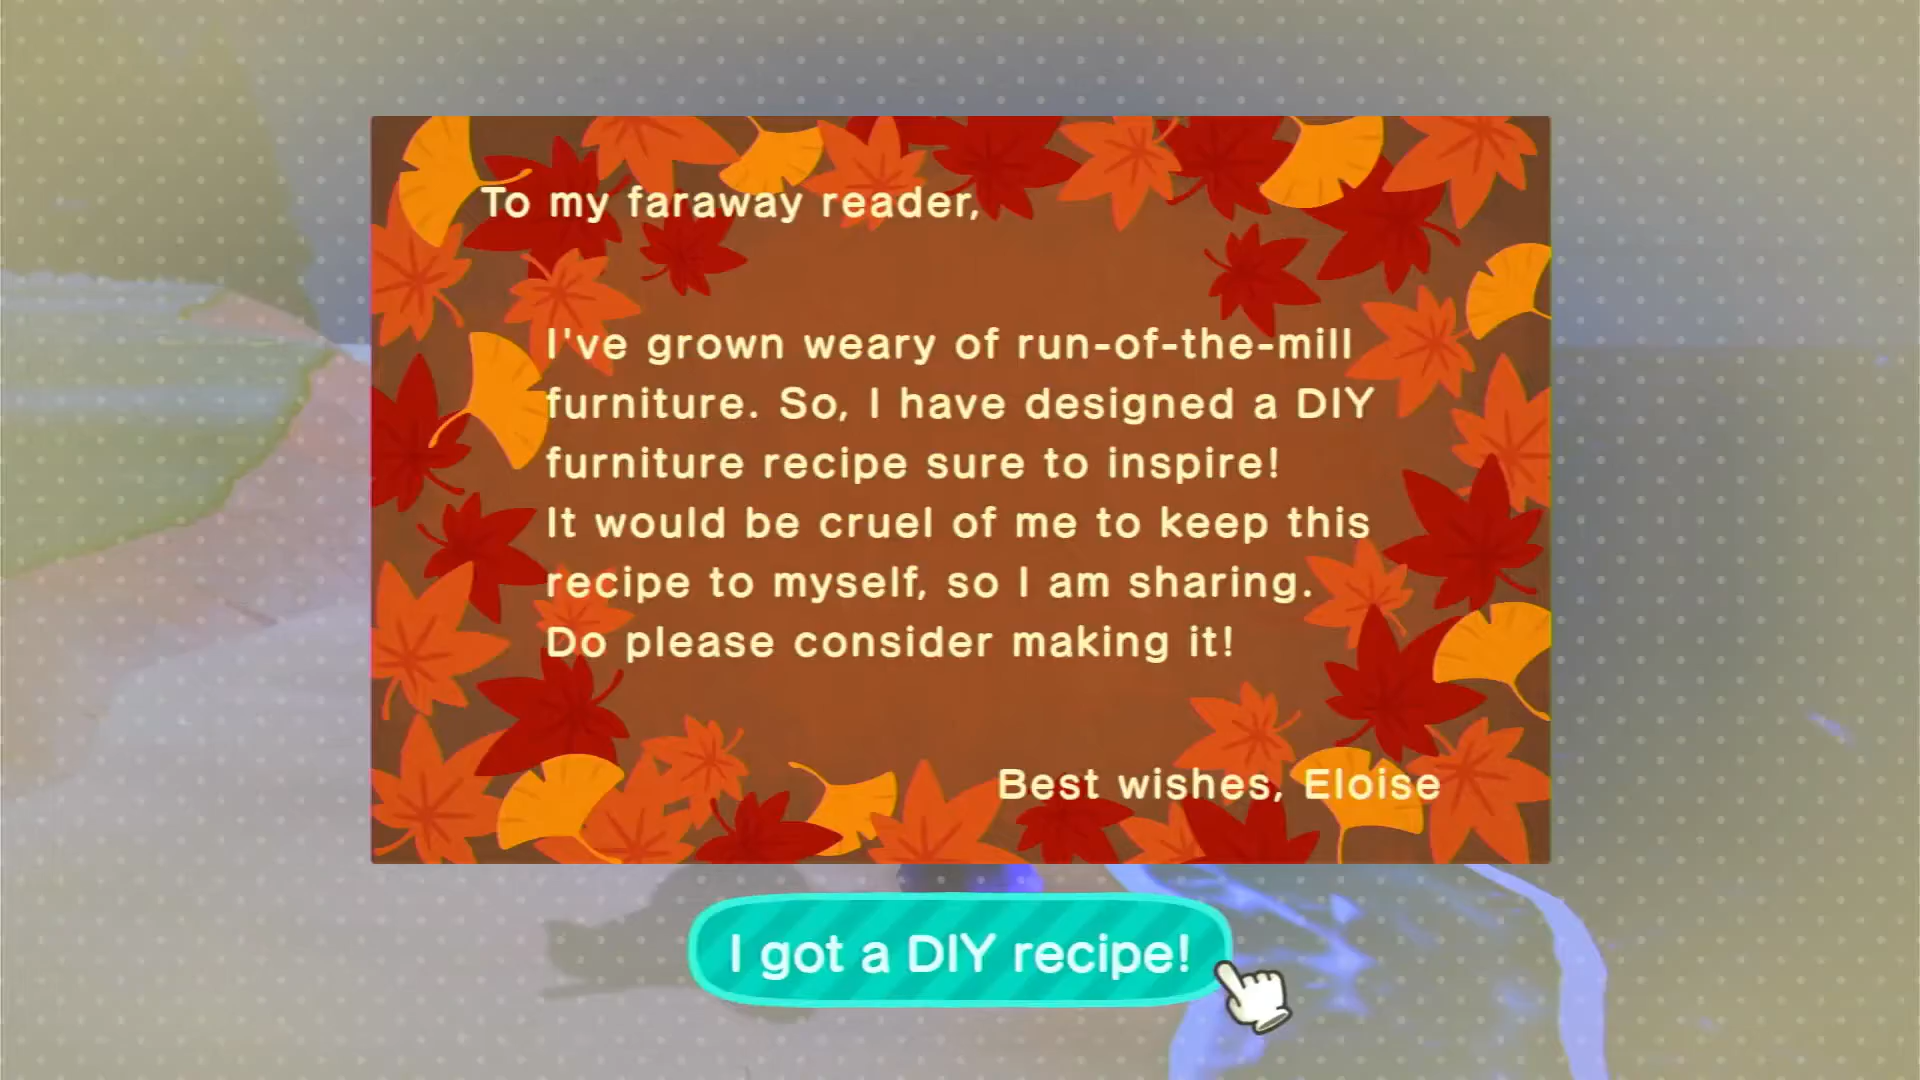 To my faraway reader,
I've grown weary of run-of-the-mill
furniture. So, I have designed a DIY
furniture recipe sure to inspire!
It would be cruel of me to keep this
recipe to myself, so I am sharing.
Do please consider making it!
Best wishes, Eloise
I got a DIY recipe!